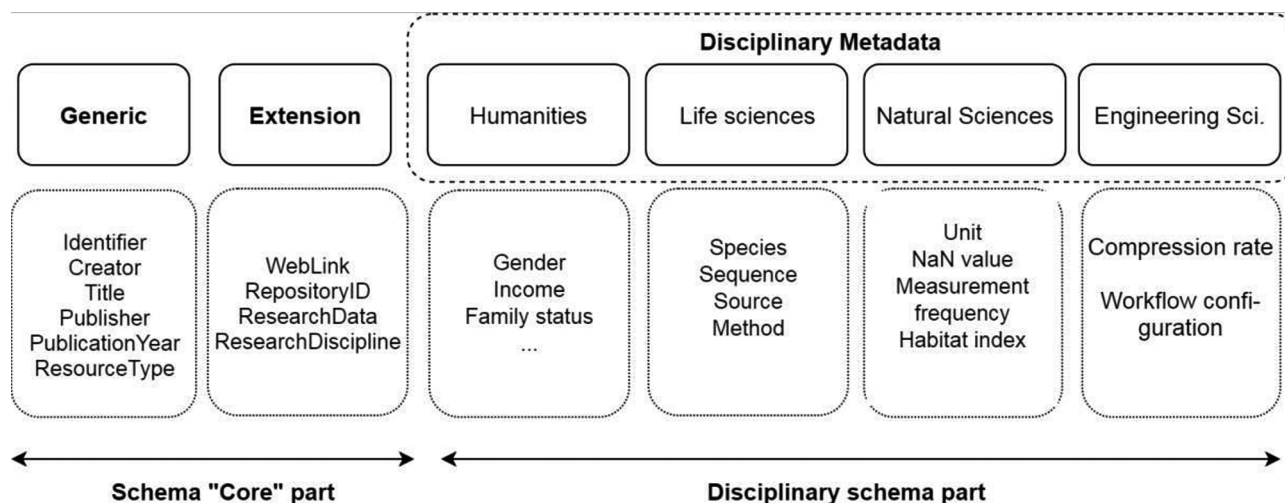 Disciplinary Metadata
Generic
Extension
Humanities
Life sciences
Natural Sciences
Engineering Sci.
Identifier
Creator
Title
Publisher
PublicationYear
ResourceType
WebLink
RepositoryID
ResearchData
ResearchDiscipline
Gender
Income
Family status
...
Species
Sequence
Source
Method
Unit
NaN value
Measurement
frequency
Habitat index
Compression rate
Workflow confi-
guration
Schema "Core" part
Disciplinary schema part